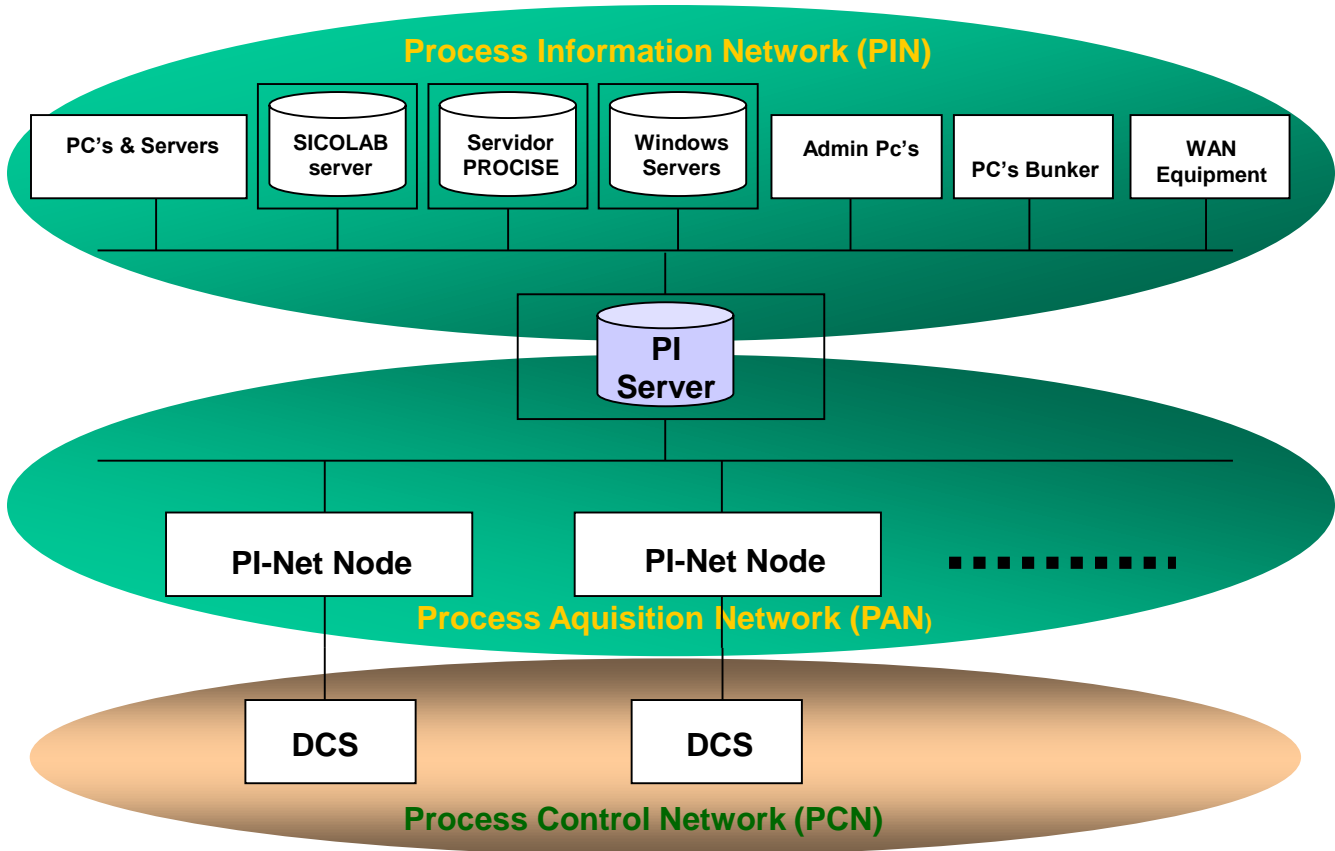 Process Information Network (PIN)
PC's & Servers
SICOLAB
server
Servidor
PROCISE
Windows
Servers
Admin Pc's
PC's Bunker
WAN
Equipment
PI
Server
PI-Net Node
PI-Net Node
Process Aquisition Network (PAN)
DCS
DCS
Process Control Network (PCN)